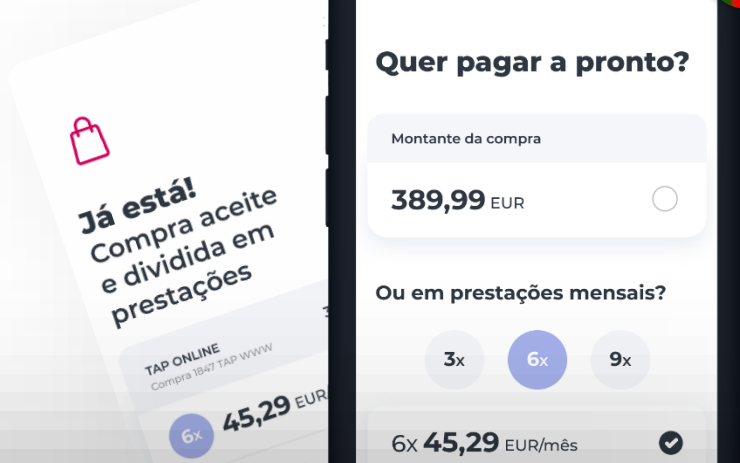 Já está!
Compra aceite
e dividida em
prestações
TAP ONLINE
Compra 1847 TAP WWW
6x 45,29 EUR/
Quer pagar a pronto?
Montante da compra
389,99 EUR
Ou em prestações mensais?
3x 6x 9x
6x 45,29 EUR/mês